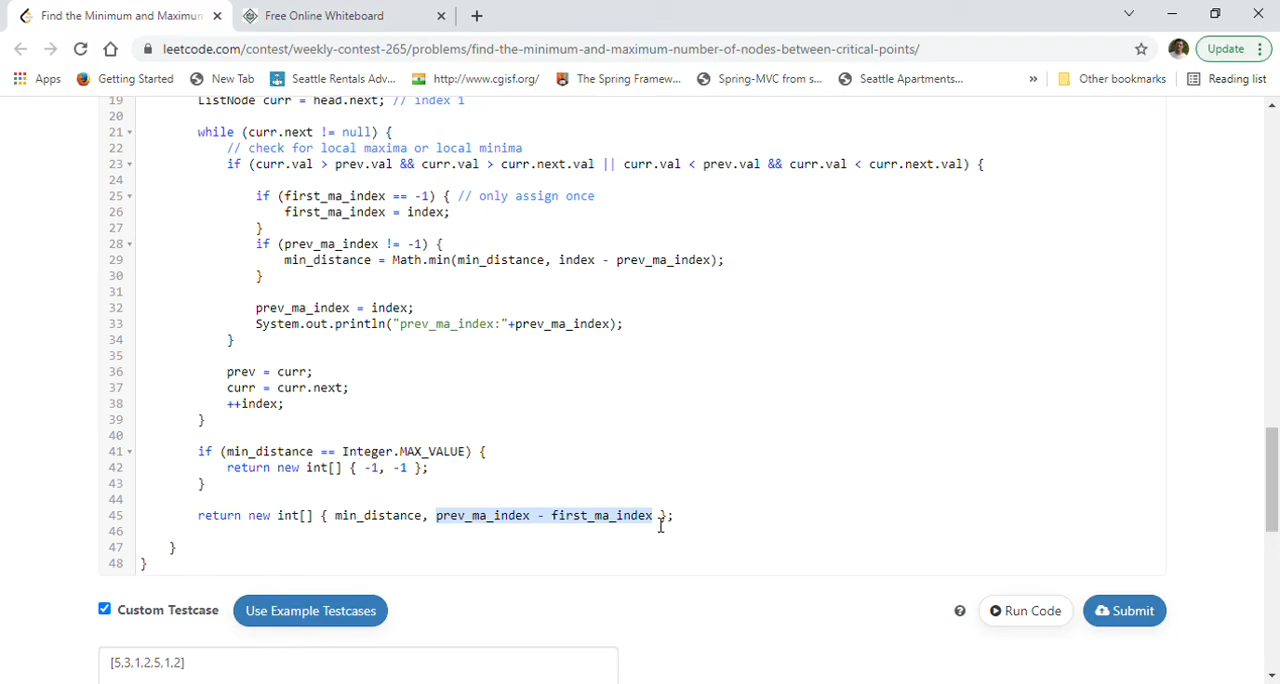 Find the Minimum and Maximum
Free Online Whiteboard
leetcode.com/contest/weekly-contest-265/problems/find-the-minimum-and-maximum-number-of-nodes-between-critical-points/
Update
Apps Getting Started New Tab Seattle Rentals Adv... http://www.cgisf.org/ The Spring Framew... Spring-MVC from s... Seattle Apartments... » Other bookmarks Reading list
19 ListNode curr = head.next; // index 1
20
21 while (curr.next != null) {
22 // check for local maxima or local minima
23 if (curr.val > prev.val && curr.val > curr.next.val || curr.val < prev.val && curr.val < curr.next.val) {
24
25 if (first_ma_index == -1) { // only assign once
26 first_ma_index = index;
27 }
28 if (prev_ma_index != -1) {
29 min_distance = Math.min(min_distance, index - prev_ma_index);
30 }
31
32 prev_ma_index = index;
33 System.out.println("prev_ma_index:"+prev_ma_index);
34 }
35
36 prev = curr;
37 curr = curr.next;
38 ++index;
39 }
40
41 if (min_distance == Integer.MAX_VALUE) {
42 return new int[] { -1, -1 };
43 }
44
45 return new int[] { min_distance, prev_ma_index - first_ma_index };
46
47 }
48 }
Custom Testcase Use Example Testcases ? Run Code Submit
[5,3,1,2,5,1,2]